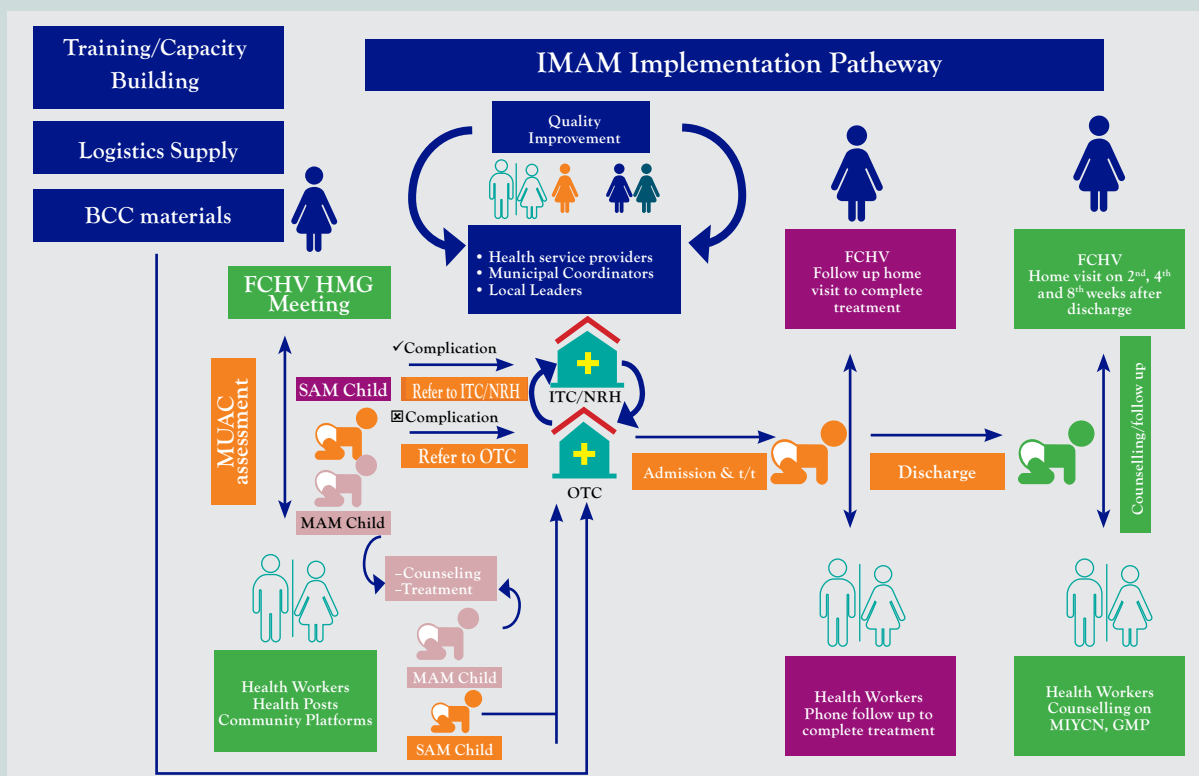 Training/Capacity
Building
Logistics Supply
BCC materials
IMAM Implementation Patheway
Quality
Improvement
• Health service providers
• Municipal Coordinators
• Local Leaders
FCHV HMG
Meeting
MUAC
assessment
SAM Child
MAM Child
✓Complication
Refer to ITC/NRH
☒Complication
Refer to OTC
ITC/NRH
OTC
Admission & t/t
Discharge
FCHV
Follow up home
visit to complete
treatment
FCHV
Home visit on 2nd, 4th
and 8th weeks after
discharge
Counselling/follow up
–Counseling
–Treatment
MAM Child
SAM Child
Health Workers
Health Posts
Community Platforms
Health Workers
Phone follow up to
complete treatment
Health Workers
Counselling on
MIYCN, GMP